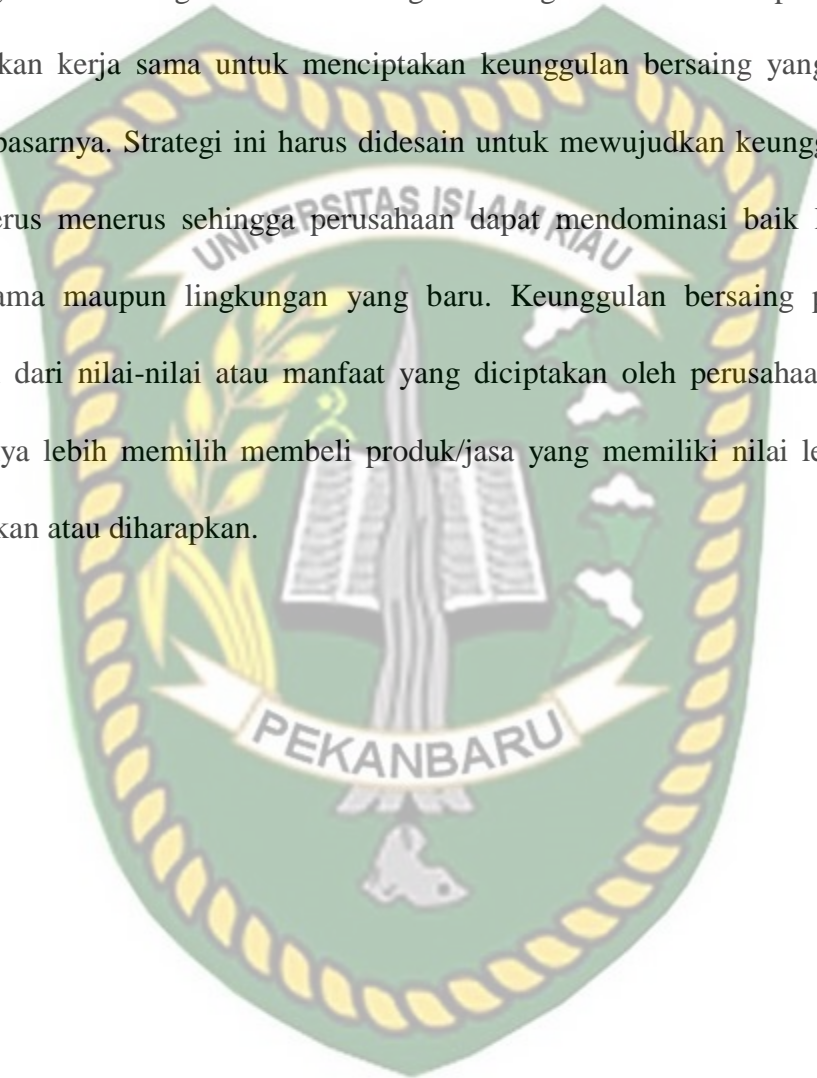 kan kerja sama untuk menciptakan keunggulan bersaing yang
pasarnya. Strategi ini harus didesain untuk mewujudkan keungg
UNIVERSITAS ISLAM RIAU
erus menerus sehingga perusahaan dapat mendominasi baik
ama maupun lingkungan yang baru. Keunggulan bersaing p
dari nilai-nilai atau manfaat yang diciptakan oleh perusahaa
ya lebih memilih membeli produk/jasa yang memiliki nilai le
kan atau diharapkan.
PEKANBARU